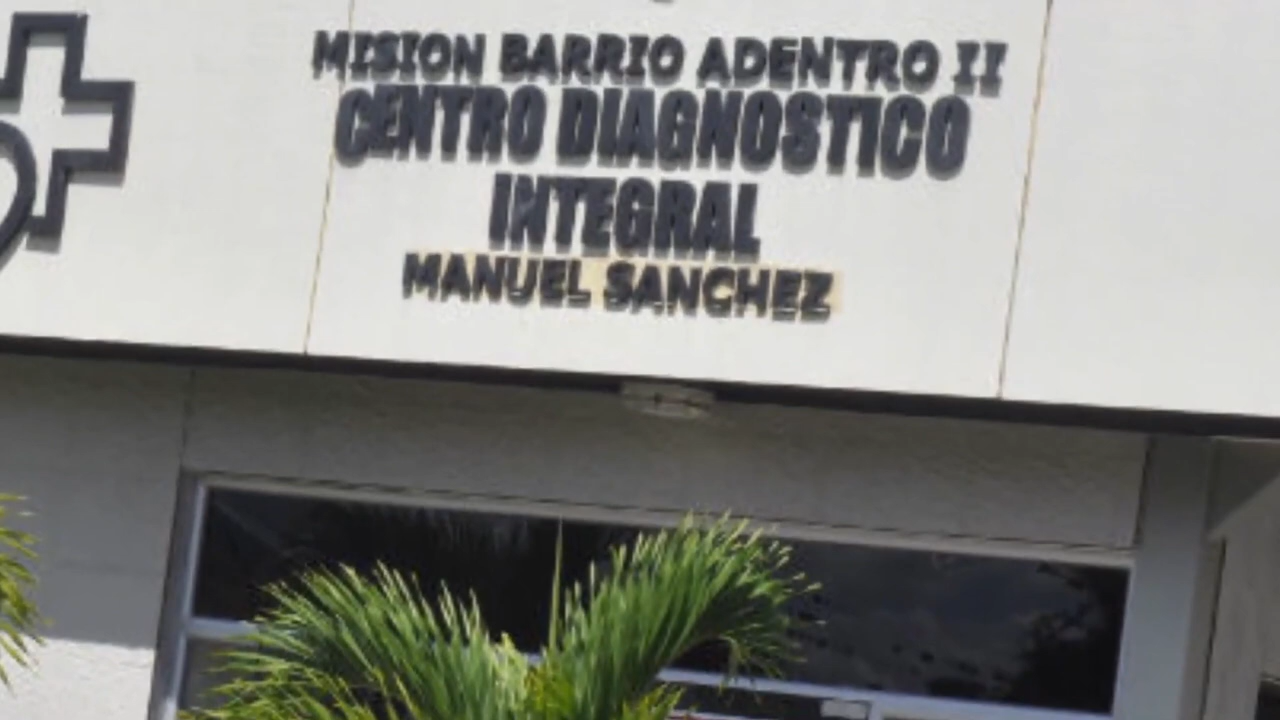 MISION BARRIO ADENTRO II
CENTRO DIAGNOSTICO
INTEGRAL
MANUEL SANCHEZ